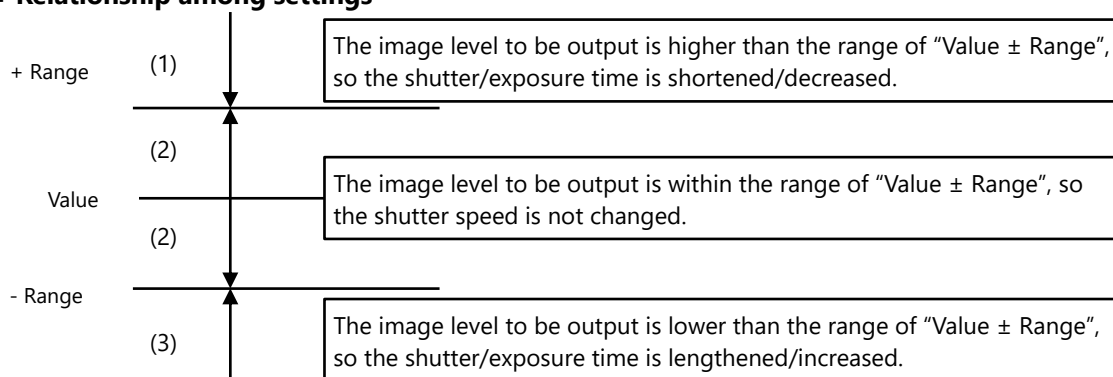 Relationship among settings
The image level to be output is higher than the range of “Value ± Range”,
so the shutter/exposure time is shortened/decreased.
+ Range
(1)
(2)
Value
The image level to be output is within the range of “Value ± Range”, so
the shutter speed is not changed.
(2)
- Range
(3)
The image level to be output is lower than the range of “Value ± Range”,
so the shutter/exposure time is lengthened/increased.